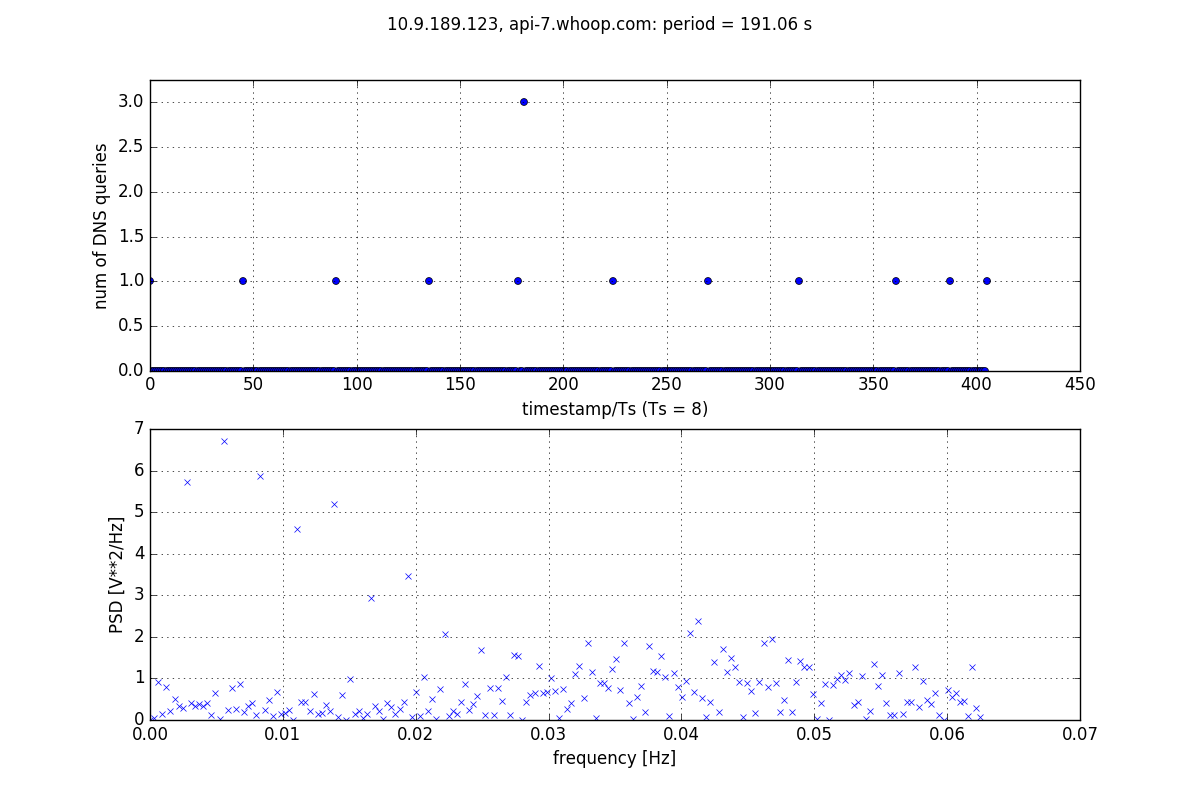 10.9.189.123, api-7.whoop.com: period = 191.06 s
num of DNS queries
3.0
2.5
2.0
1.5
1.0
0.5
0.0
0 50 100 150 200 250 300 350 400 450
timestamp/Ts (Ts = 8)
PSD [V**2/Hz]
7
6
5
4
3
2
1
0
0.00 0.01 0.02 0.03 0.04 0.05 0.06 0.07
frequency [Hz]